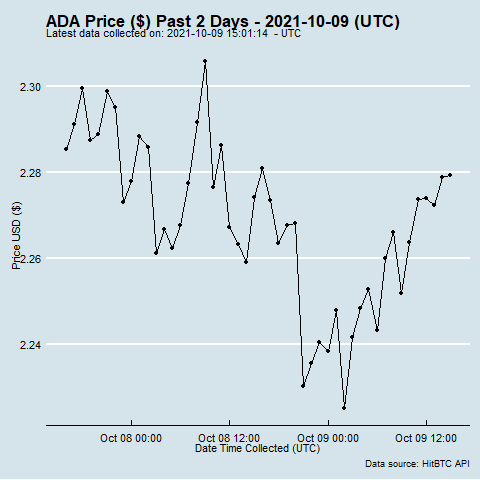 ADA Price ($) Past 2 Days - 2021-10-09 (UTC)
Latest data collected on: 2021-10-09 15:01:14 - UTC
2.30
2.28
2.26
2.24
Price USD ($)
Oct 08 00:00 Oct 08 12:00 Oct 09 00:00 Oct 09 12:00
Date Time Collected (UTC)
Data source: HitBTC API